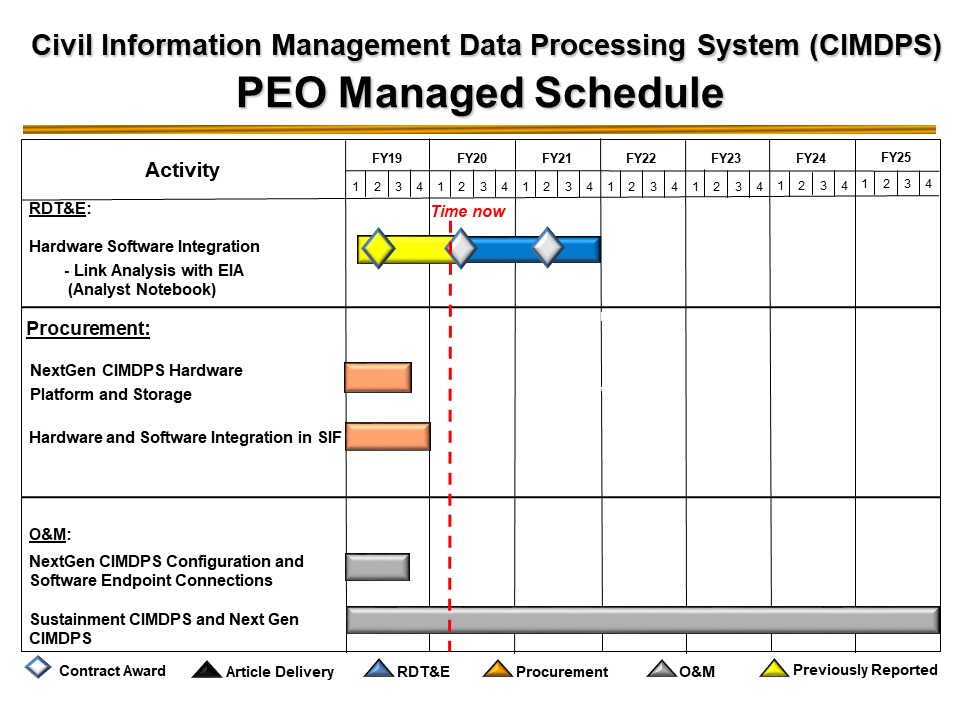 Civil Information Management Data Processing System (CIMDPS)
PEO Managed Schedule
Activity
FY19 FY20 FY21 FY22 FY23 FY24 FY25
1 2 3 4 1 2 3 4 1 2 3 4 1 2 3 4 1 2 3 4 1 2 3 4 1 2 3 4
RDT&E:
Time now
Hardware Software Integration
- Link Analysis with EIA
(Analyst Notebook)
Procurement:
NextGen CIMDPS Hardware
Platform and Storage
Hardware and Software Integration in SIF
O&M:
NextGen CIMDPS Configuration and
Software Endpoint Connections
Sustainment CIMDPS and Next Gen
CIMDPS
Contract Award Article Delivery RDT&E Procurement O&M Previously Reported